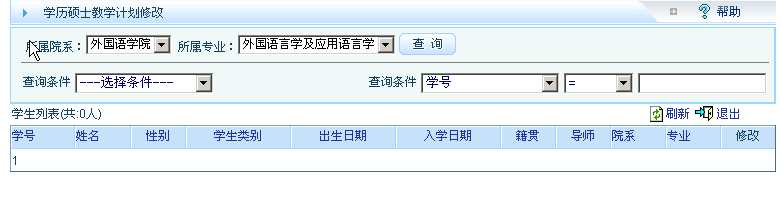 学历硕士教学计划修改 帮助
所属院系：外国语学院 所属专业：外国语言学及应用语言学 查 询
查询条件 ---选择条件--- 查询条件 学号 =
学生列表(共:0人) 刷新 退出
学号 姓名 性别 学生类别 出生日期 入学日期 籍贯 导师 院系 专业 修改
1